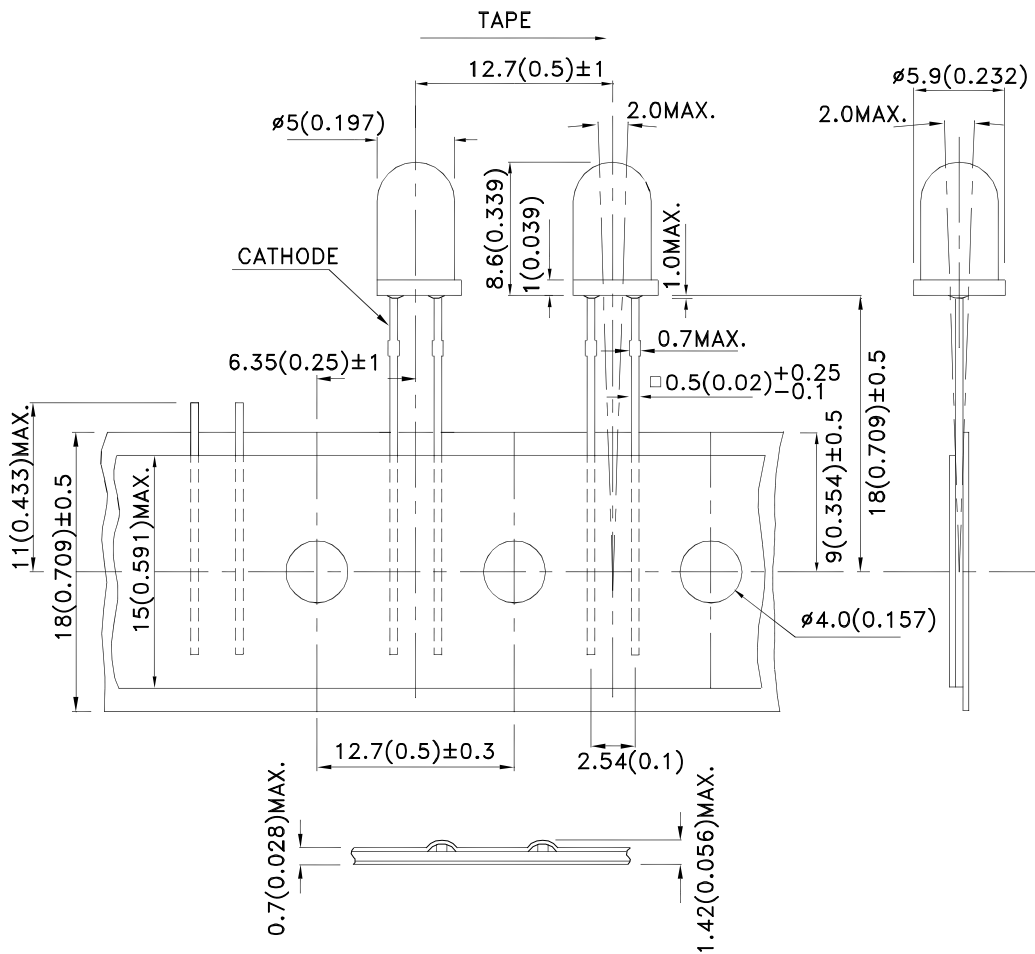 TAPE
12.7(0.5)±1
ø5.9(0.232)
2.0MAX.
2.0MAX.
ø5(0.197)
8.6(0.339)
1(0.039)
1.0MAX.
CATHODE
0.7MAX.
6.35(0.25)±1
□0.5(0.02)+0.25
−0.1
11(0.433)MAX.
18(0.709)±0.5
15(0.591)MAX.
9(0.354)±0.5
18(0.709)±0.5
ø4.0(0.157)
12.7(0.5)±0.3
2.54(0.1)
0.7(0.028)MAX.
1.42(0.056)MAX.